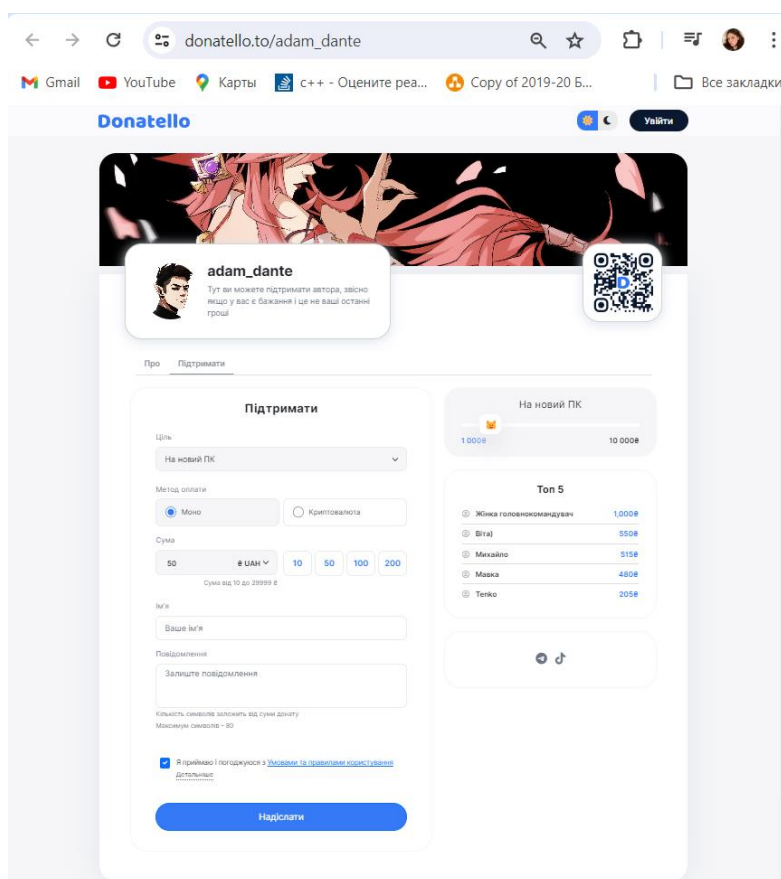 donatello.to/adam_dante
Gmail YouTube Карты c++ - Оцените реа... Copy of 2019-20 Б... Все закладки
Donatello Увійти
adam_dante
Тут ви можете підтримати автора, звісно
якщо у вас є бажання і це не ваші останні
гроші
D
Про Підтримати
Підтримати
Ціль
На новий ПК
Метод оплати
Моно Криптовалюта
Сума
50 ₴ UAH 10 50 100 200
Сума від 10 до 29999 ₴
Ім'я
Ваше ім'я
Повідомлення
Залиште повідомлення
Кількість символів заложить від суми донату
Максимум символів - 80
Я приймаю і погоджуюся з Умовами та правилами користування
Детальніше
Надіслати
На новий ПК
1 000₴ 10 000₴
Топ 5
Жінка головнокомандувач 1,000₴
Віта) 550₴
Михайло 515₴
Мавка 480₴
Tenko 205₴